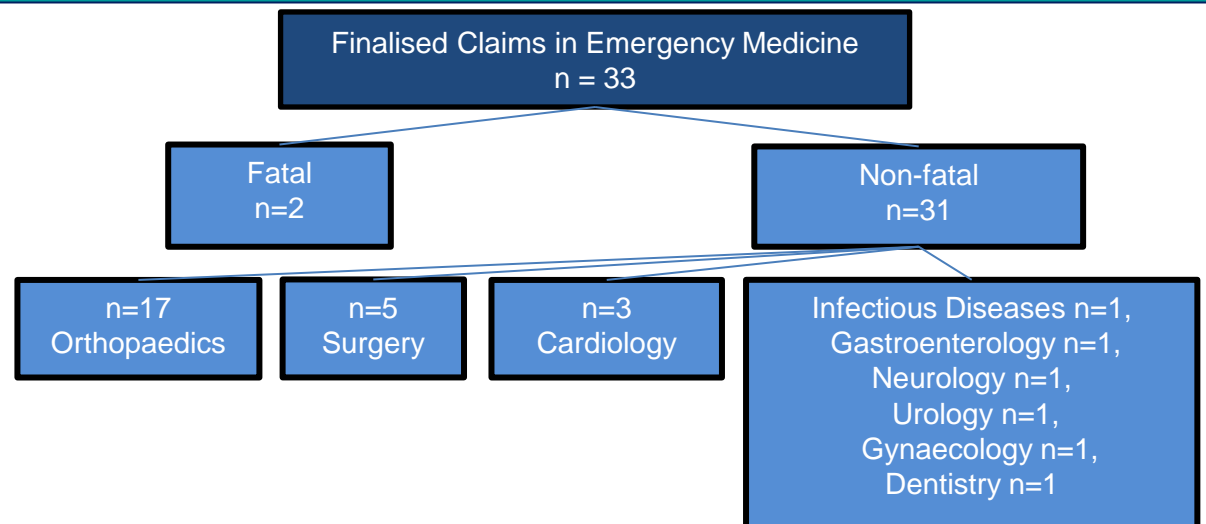 Finalised Claims in Emergency Medicine
n = 33
Fatal
n=2
Non-fatal
n=31
n=17
Orthopaedics
n=5
Surgery
n=3
Cardiology
Infectious Diseases n=1,
Gastroenterology n=1,
Neurology n=1,
Urology n=1,
Gynaecology n=1,
Dentistry n=1